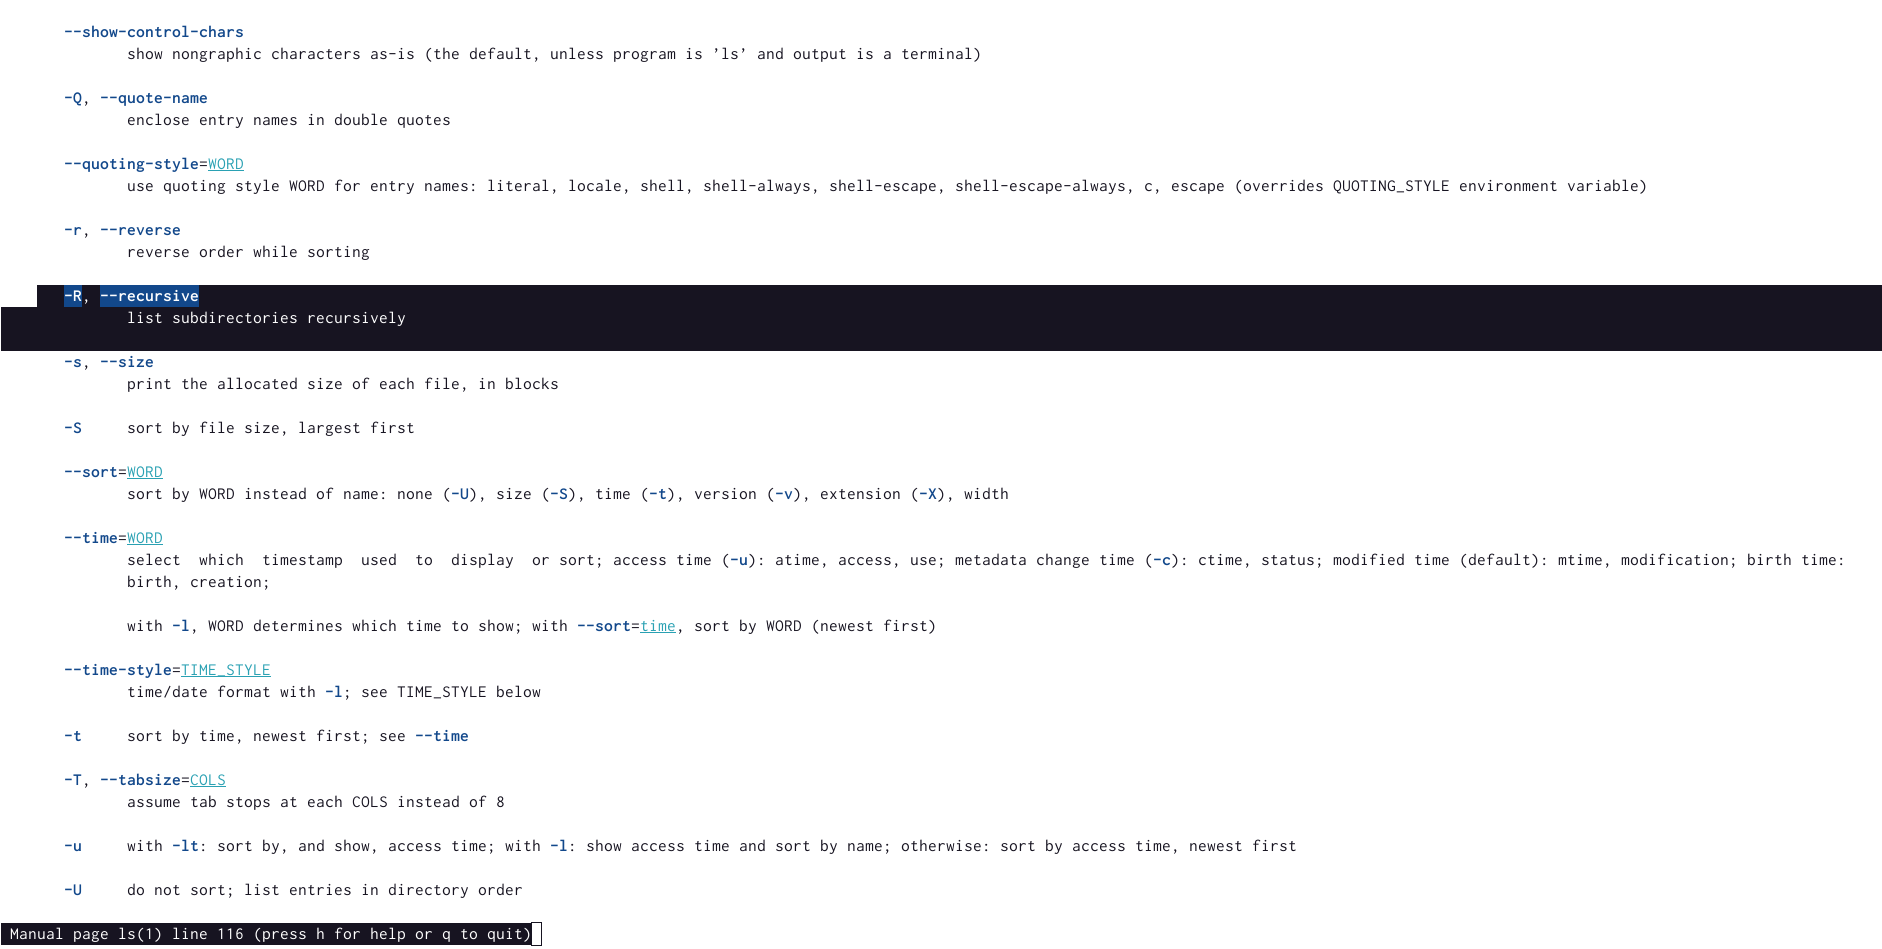 --show-control-chars
show nongraphic characters as-is (the default, unless program is ’ls’ and output is a terminal)
-Q, --quote-name
enclose entry names in double quotes
--quoting-style=WORD
use quoting style WORD for entry names: literal, locale, shell, shell-always, shell-escape, shell-escape-always, c, escape (overrides QUOTING_STYLE environment variable)
-r, --reverse
reverse order while sorting
-R, --recursive
list subdirectories recursively
-s, --size
print the allocated size of each file, in blocks
-S     sort by file size, largest first
--sort=WORD
sort by WORD instead of name: none (-U), size (-S), time (-t), version (-v), extension (-X), width
--time=WORD
select  which  timestamp  used  to  display  or sort; access time (-u): atime, access, use; metadata change time (-c): ctime, status; modified time (default): mtime, modification; birth time:
birth, creation;
with -l, WORD determines which time to show; with --sort=time, sort by WORD (newest first)
--time-style=TIME_STYLE
time/date format with -l; see TIME_STYLE below
-t     sort by time, newest first; see --time
-T, --tabsize=COLS
assume tab stops at each COLS instead of 8
-u     with -lt: sort by, and show, access time; with -l: show access time and sort by name; otherwise: sort by access time, newest first
-U     do not sort; list entries in directory order
Manual page ls(1) line 116 (press h for help or q to quit)